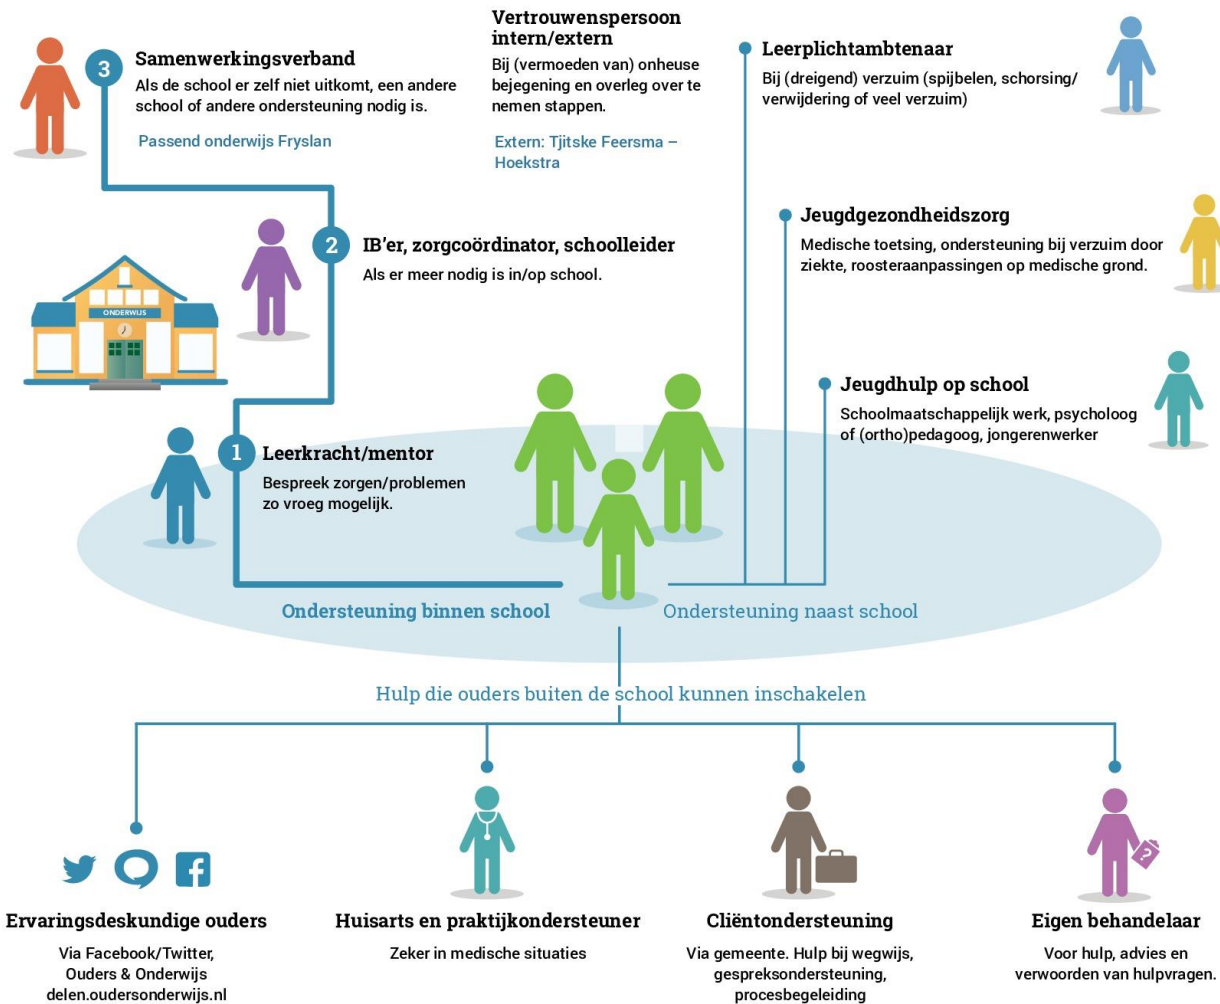 3
Samenwerkingsverband
Als de school er zelf niet uitkomt, een andere
school of andere ondersteuning nodig is.
Passend onderwijs Fryslan
Vertrouwenspersoon
intern/extern
Bij (vermoeden van) onheuse
bejegening en overleg over te
nemen stappen.
Extern: Tjitske Feersma –
Hoekstra
Leerplichtambtenaar
Bij (dreigend) verzuim (spijbelen, schorsing/
verwijdering of veel verzuim)
2
IB'er, zorgcoördinator, schoolleider
Als er meer nodig is in/op school.
Jeugdgezondheidszorg
Medische toetsing, ondersteuning bij verzuim door
ziekte, roosteraanpassingen op medische grond.
ONDERWIJS
Jeugdhulp op school
Schoolmaatschappelijk werk, psycholoog
of (ortho)pedagoog, jongerenwerker
1
Leerkracht/mentor
Bespreek zorgen/problemen
zo vroeg mogelijk.
Ondersteuning binnen school
Ondersteuning naast school
Hulp die ouders buiten de school kunnen inschakelen
?
Ervaringsdeskundige ouders
Via Facebook/Twitter,
Ouders & Onderwijs
delen.oudersonderwijs.nl
Huisarts en praktijkondersteuner
Zeker in medische situaties
Cliëntondersteuning
Via gemeente. Hulp bij wegwijs,
gespreksondersteuning,
procesbegeleiding
Eigen behandelaar
Voor hulp, advies en
verwoorden van hulpvragen.